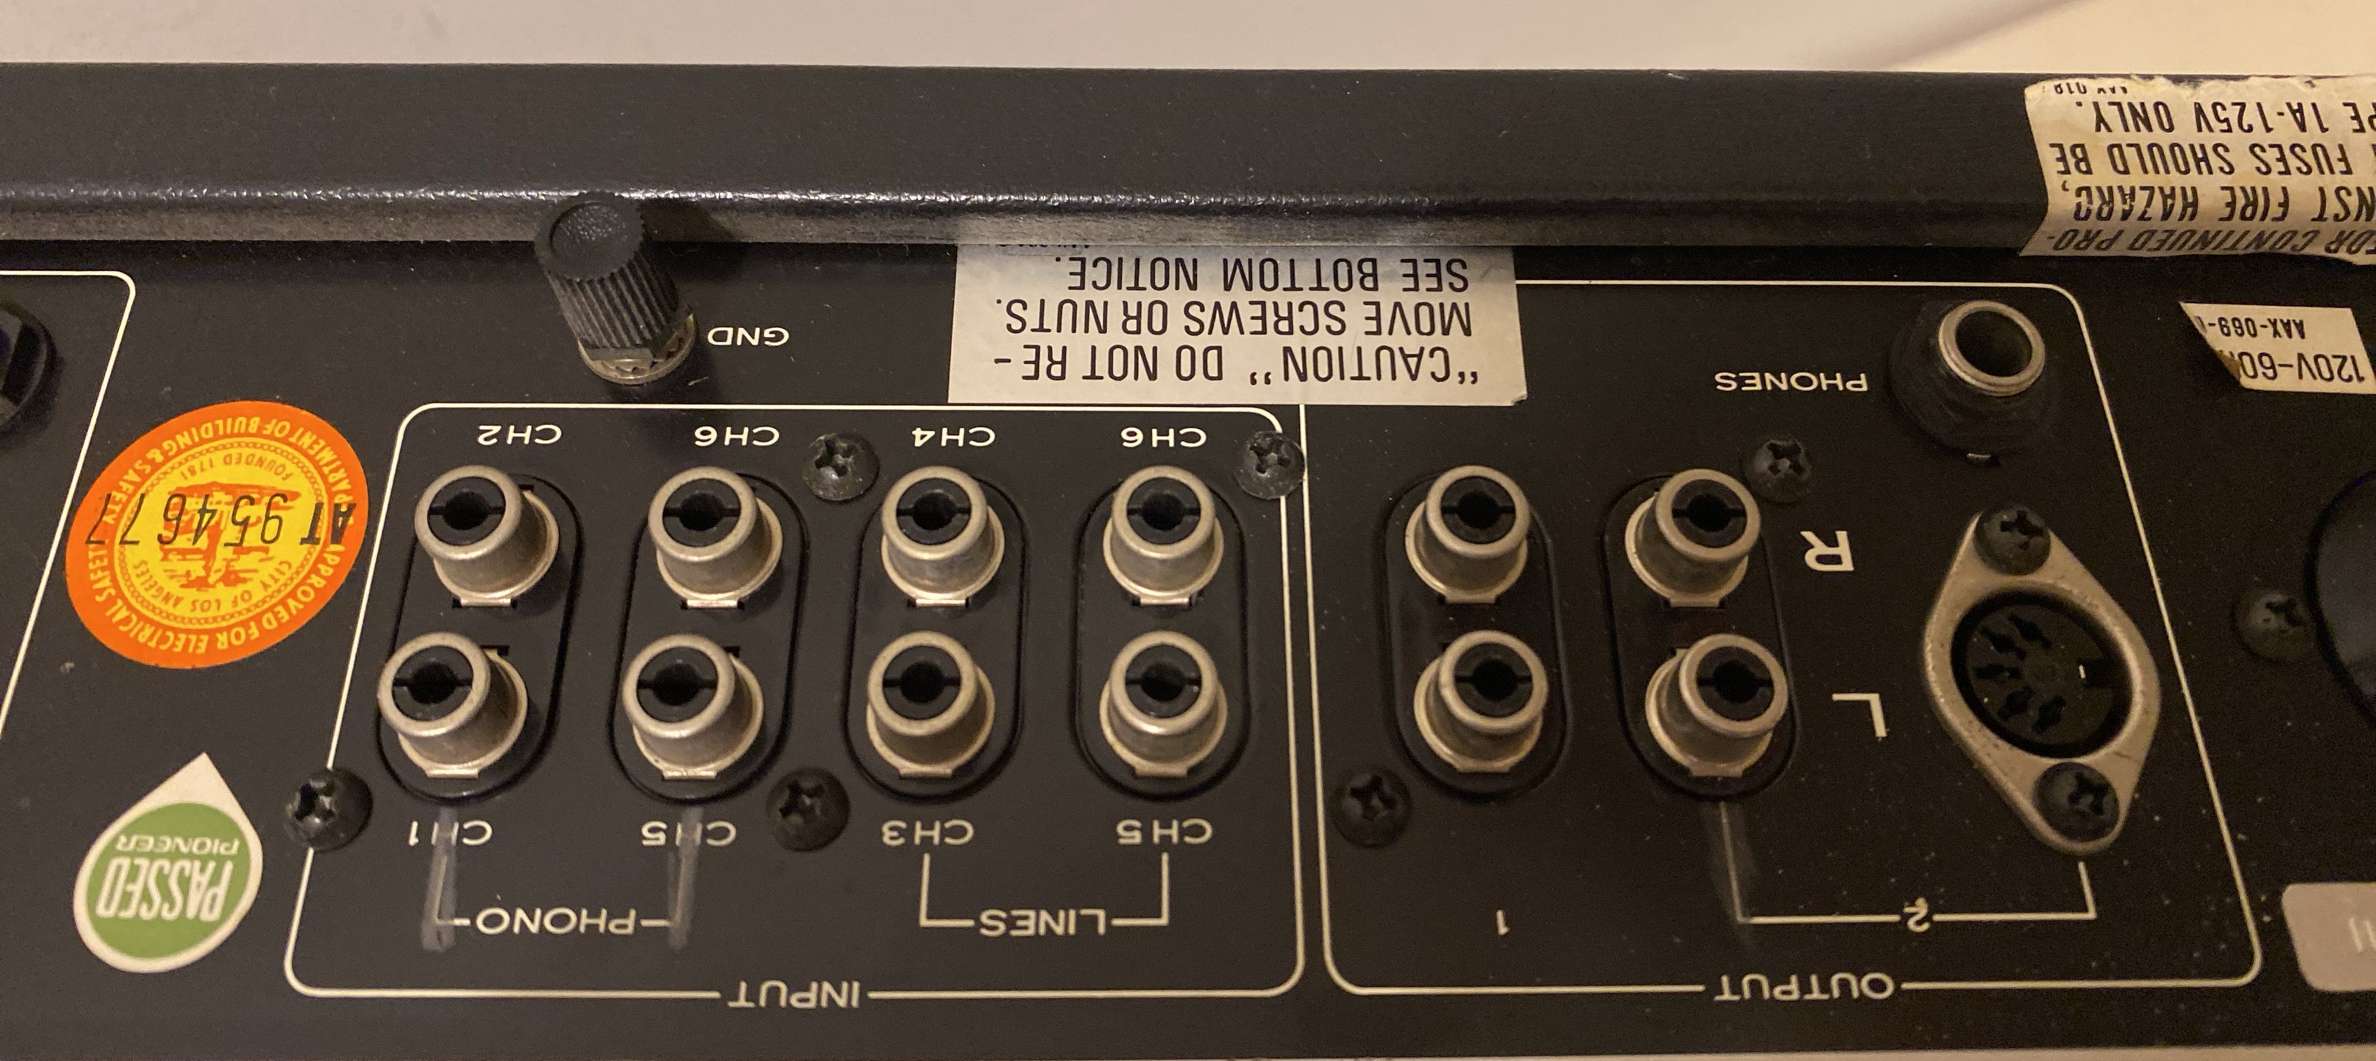 OUTPUT
INPUT
2
1
LINES
PHONO
CH5
CH3
CH5
CH1
L
R
CH6
CH4
CH6
CH2
PHONES
GND
"CAUTION" DO NOT RE-
MOVE SCREWS OR NUTS.
SEE BOTTOM NOTICE.
120V-60
AAX-069-
FOR CONTINUED PRO-
FIRE HAZARD,
FUSES SHOULD BE
1A-125V ONLY.
PASSED
PIONEER
APPROVED FOR ELECTRICAL SAFETY
DEPARTMENT OF BUILDING & SAFETY
CITY OF LOS ANGELES
FOUNDED 1781
AT 954677